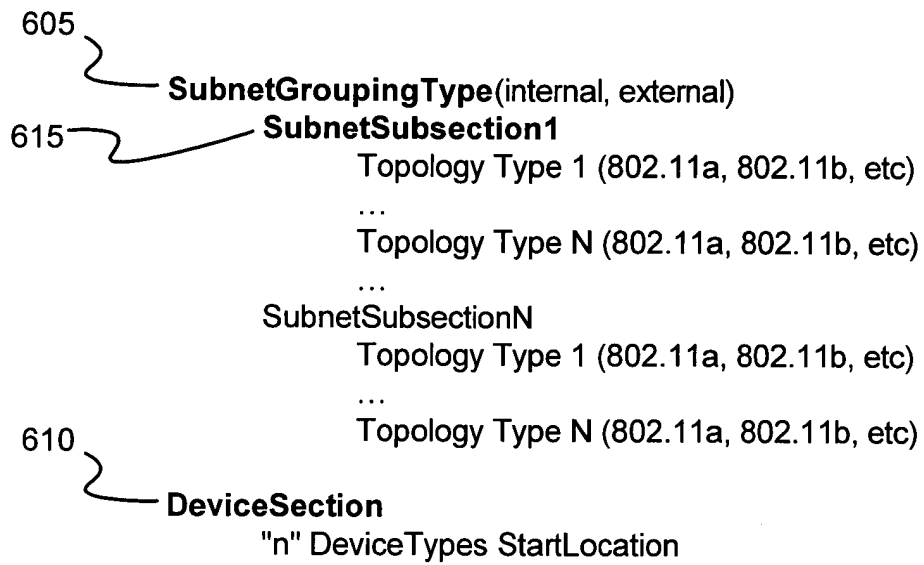 605
SubnetGroupingType(internal, external)
615
SubnetSubsection1
Topology Type 1 (802.11a, 802.11b, etc)
...
Topology Type N (802.11a, 802.11b, etc)
...
SubnetSubsectionN
Topology Type 1 (802.11a, 802.11b, etc)
...
Topology Type N (802.11a, 802.11b, etc)
610
DeviceSection
"n" DeviceTypes StartLocation